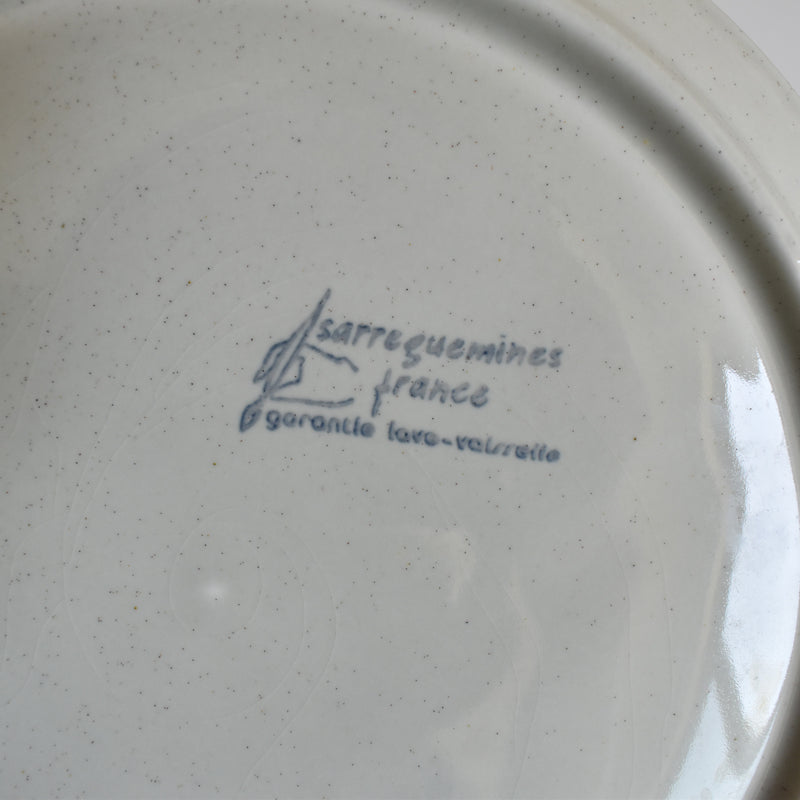 sarreguemines
france
garantie lave-vaisselle